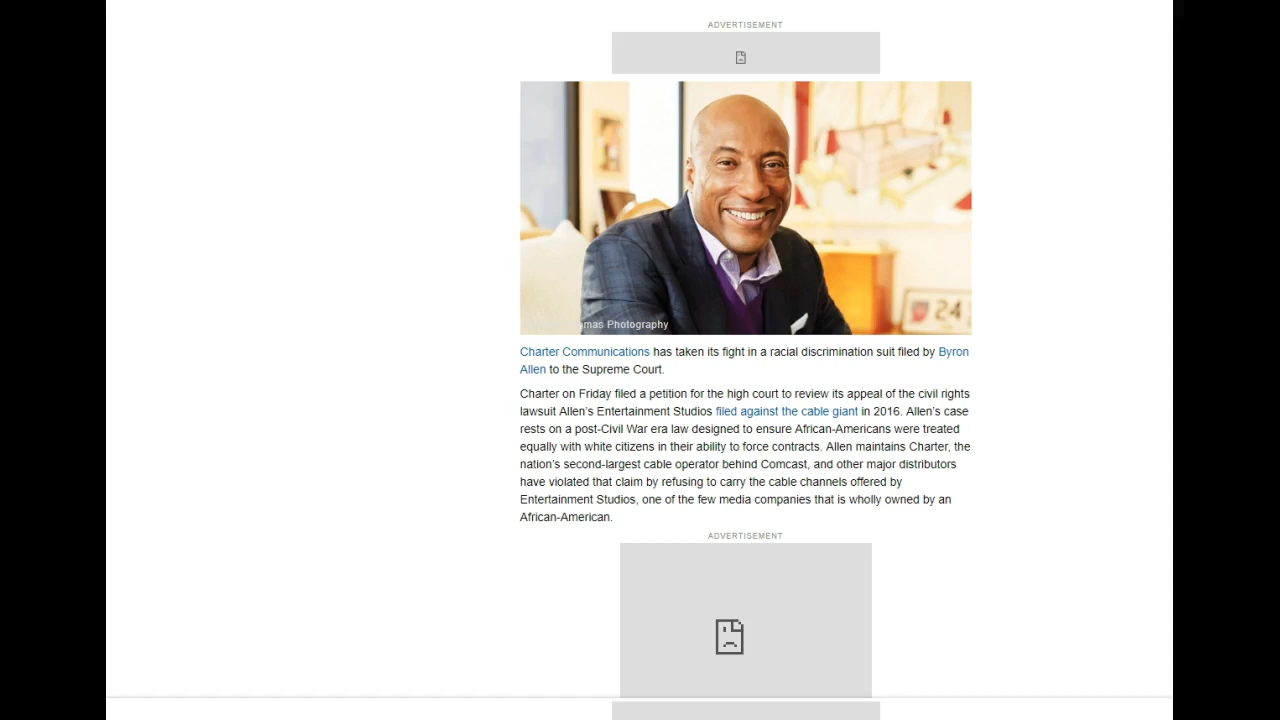 ADVERTISEMENT
24
mas Photography
Charter Communications has taken its fight in a racial discrimination suit filed by Byron
Allen to the Supreme Court.
Charter on Friday filed a petition for the high court to review its appeal of the civil rights
lawsuit Allen’s Entertainment Studios filed against the cable giant in 2016. Allen’s case
rests on a post-Civil War era law designed to ensure African-Americans were treated
equally with white citizens in their ability to force contracts. Allen maintains Charter, the
nation’s second-largest cable operator behind Comcast, and other major distributors
have violated that claim by refusing to carry the cable channels offered by
Entertainment Studios, one of the few media companies that is wholly owned by an
African-American.
ADVERTISEMENT